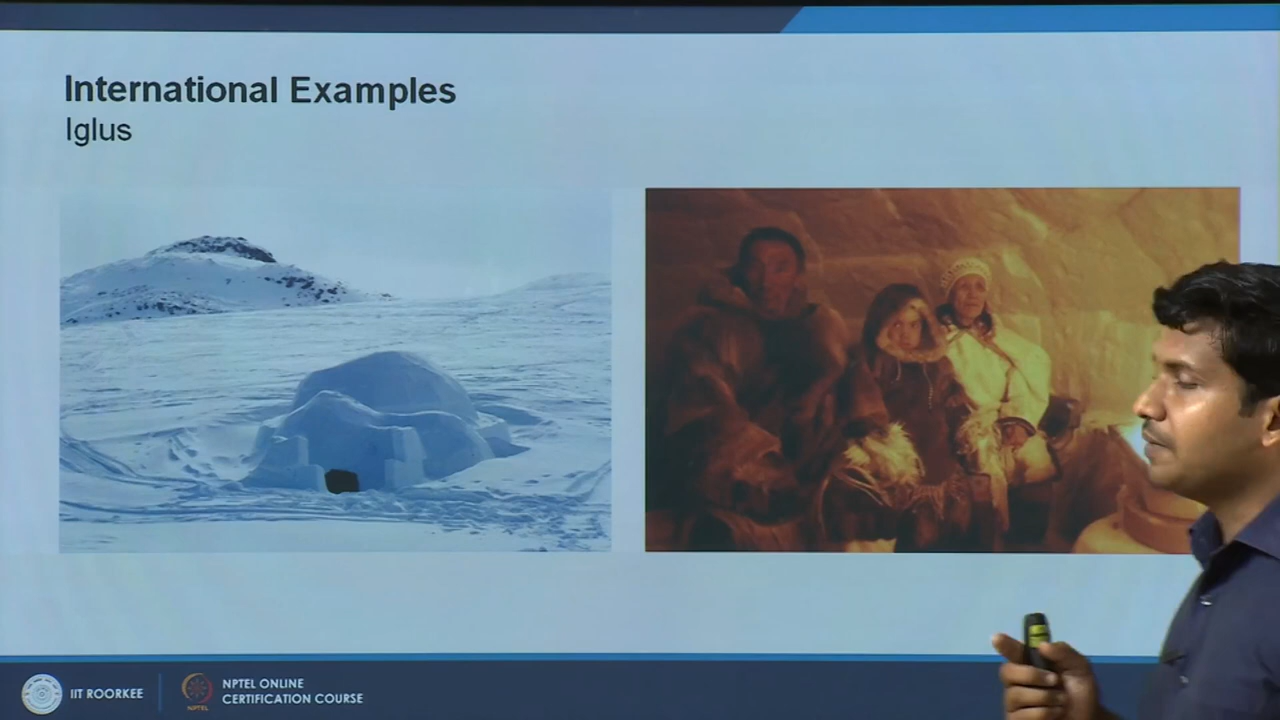 International Examples
Iglus
IIT ROORKEE
NPTEL
NPTEL ONLINE
CERTIFICATION COURSE